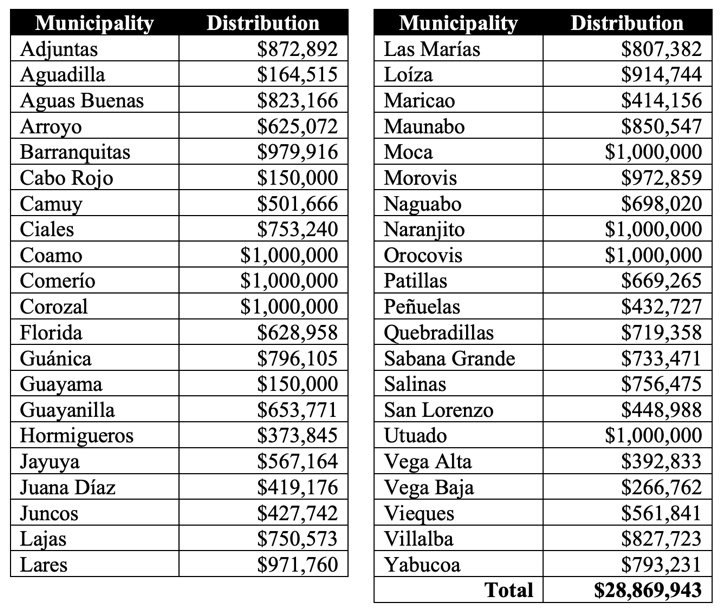 Municipality Distribution
Adjuntas $872,892
Aguadilla $164,515
Aguas Buenas $823,166
Arroyo $625,072
Barranquitas $979,916
Cabo Rojo $150,000
Camuy $501,666
Ciales $753,240
Coamo $1,000,000
Comerío $1,000,000
Corozal $1,000,000
Florida $628,958
Guánica $796,105
Guayama $150,000
Guayanilla $653,771
Hormigueros $373,845
Jayuya $567,164
Juana Díaz $419,176
Juncos $427,742
Lajas $750,573
Lares $971,760
Municipality Distribution
Las Marías $807,382
Loíza $914,744
Maricao $414,156
Maunabo $850,547
Moca $1,000,000
Morovis $972,859
Naguabo $698,020
Naranjito $1,000,000
Orocovis $1,000,000
Patillas $669,265
Peñuelas $432,727
Quebradillas $719,358
Sabana Grande $733,471
Salinas $756,475
San Lorenzo $448,988
Utuado $1,000,000
Vega Alta $392,833
Vega Baja $266,762
Vieques $561,841
Villalba $827,723
Yabucoa $793,231
Total $28,869,943